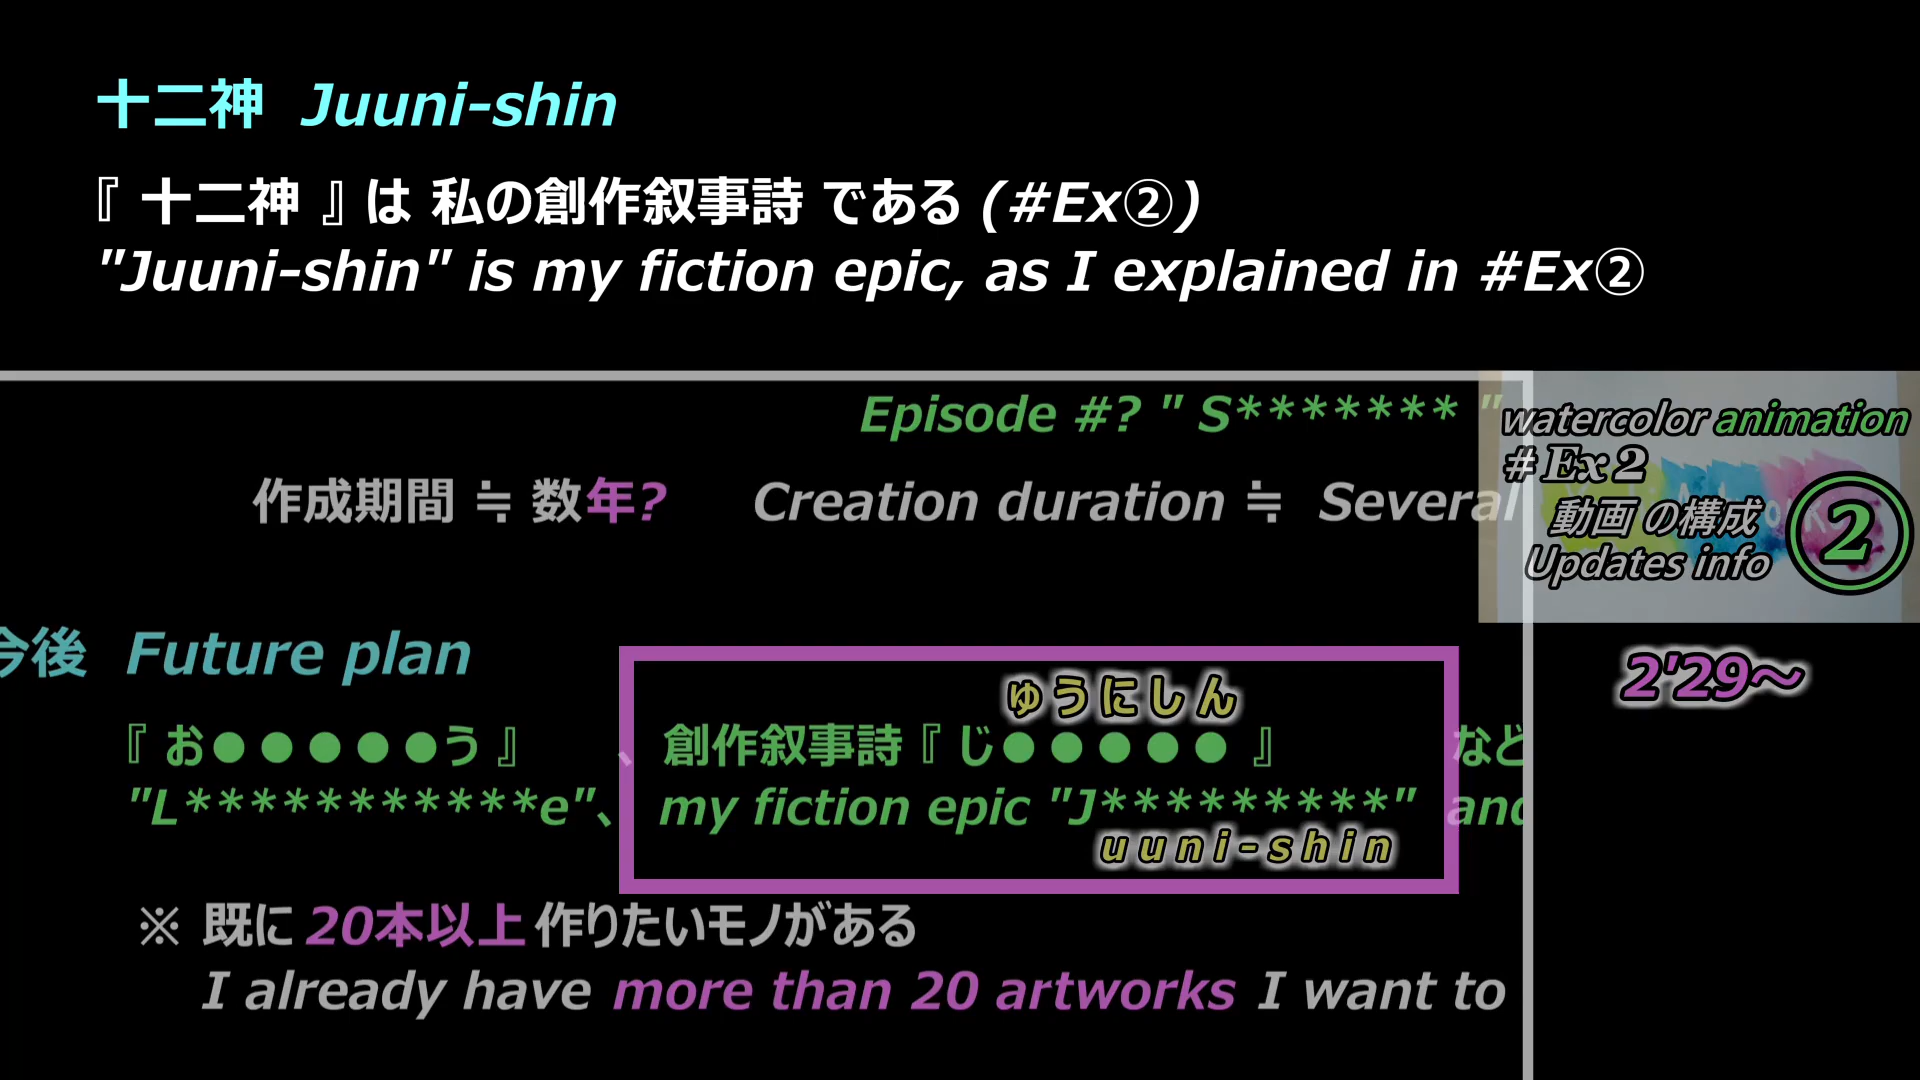 十二神 Juuni-shin
『 十二神 』は 私の創作叙事詩 である (#Ex②)
"Juuni-shin" is my fiction epic, as I explained in #Ex②
Episode #? " S******* "
作成期間 ≒ 数年? Creation duration ≒ Several
watercolor animation
#Ex2
動画 の構成
Updates info
②
2'29~
今後 Future plan
ゅうにしん
『 お●●●●●う 』 、 創作叙事詩『 じ●●●●● 』 など
"L***********e"、 my fiction epic "J*********" and
uuni-shin
※ 既に 20本以上 作りたいモノがある
I already have more than 20 artworks I want to